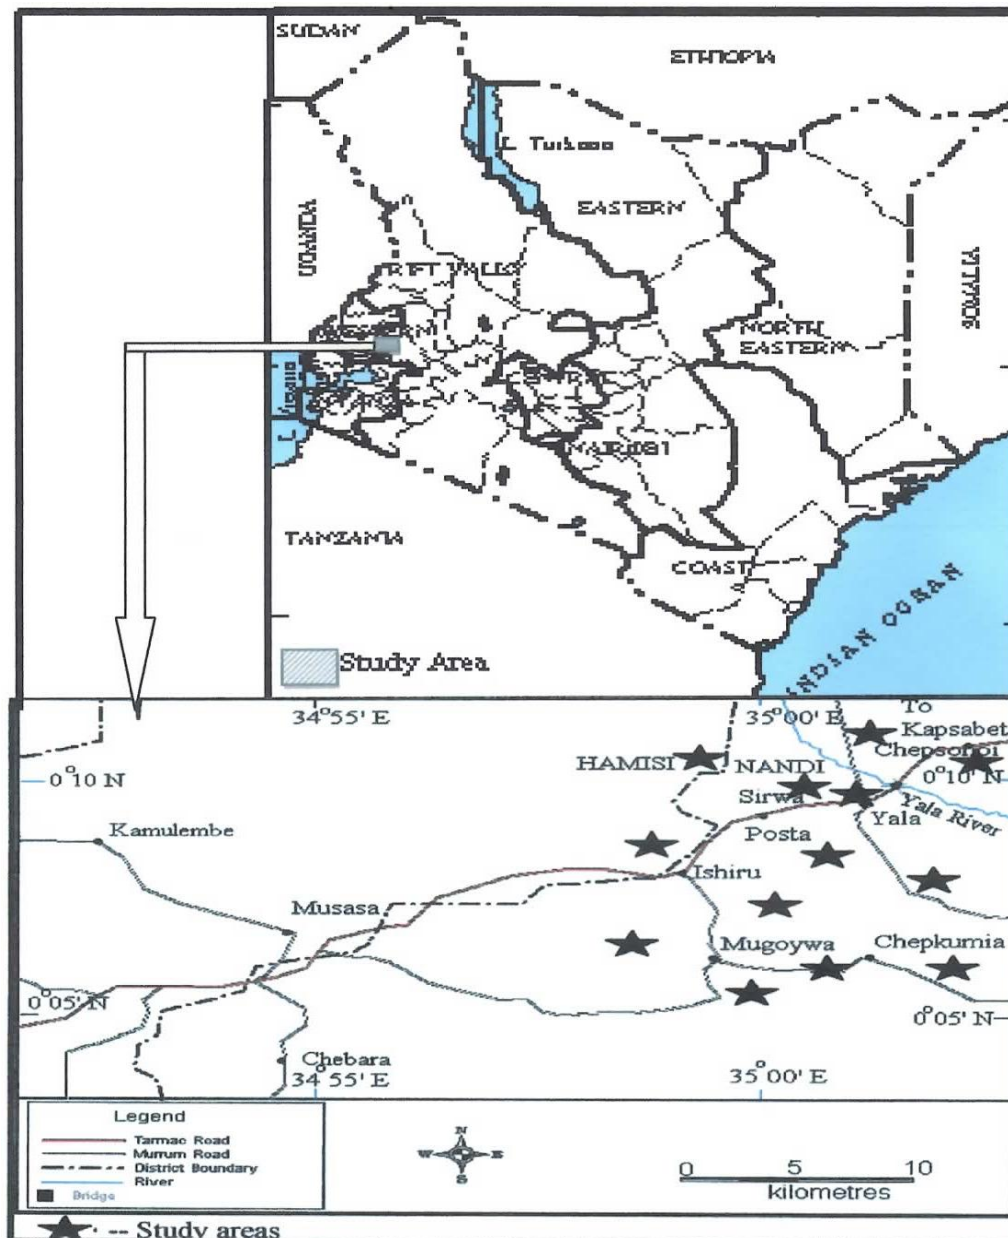 SUDAN
ETHIOPIA
L. Turkana
EASTERN
UGANDA
RIFT VALLEY
SOMALIA
NORTH
EASTERN
WESTERN
L. Victoria
NAIROBI
TANZANIA
COAST
INDIAN OCEAN
Study Area
34°55' E
35°00' E
To
Kapsabet
HAMISI
NANDI
Chepsonoi
0°10 N
0°10' N
Sirwa
Yala River
Kamulembe
Posta
Yala
Ishiru
Musasa
Mugoywa
Chepkumia
0°05' N
0°05' N
Chebara
34°55' E
35°00' E
Legend
Tarmac Road
Murrum Road
District Boundary
River
Bridge
N
W E
S
0 5 10
kilometres
-- Study areas